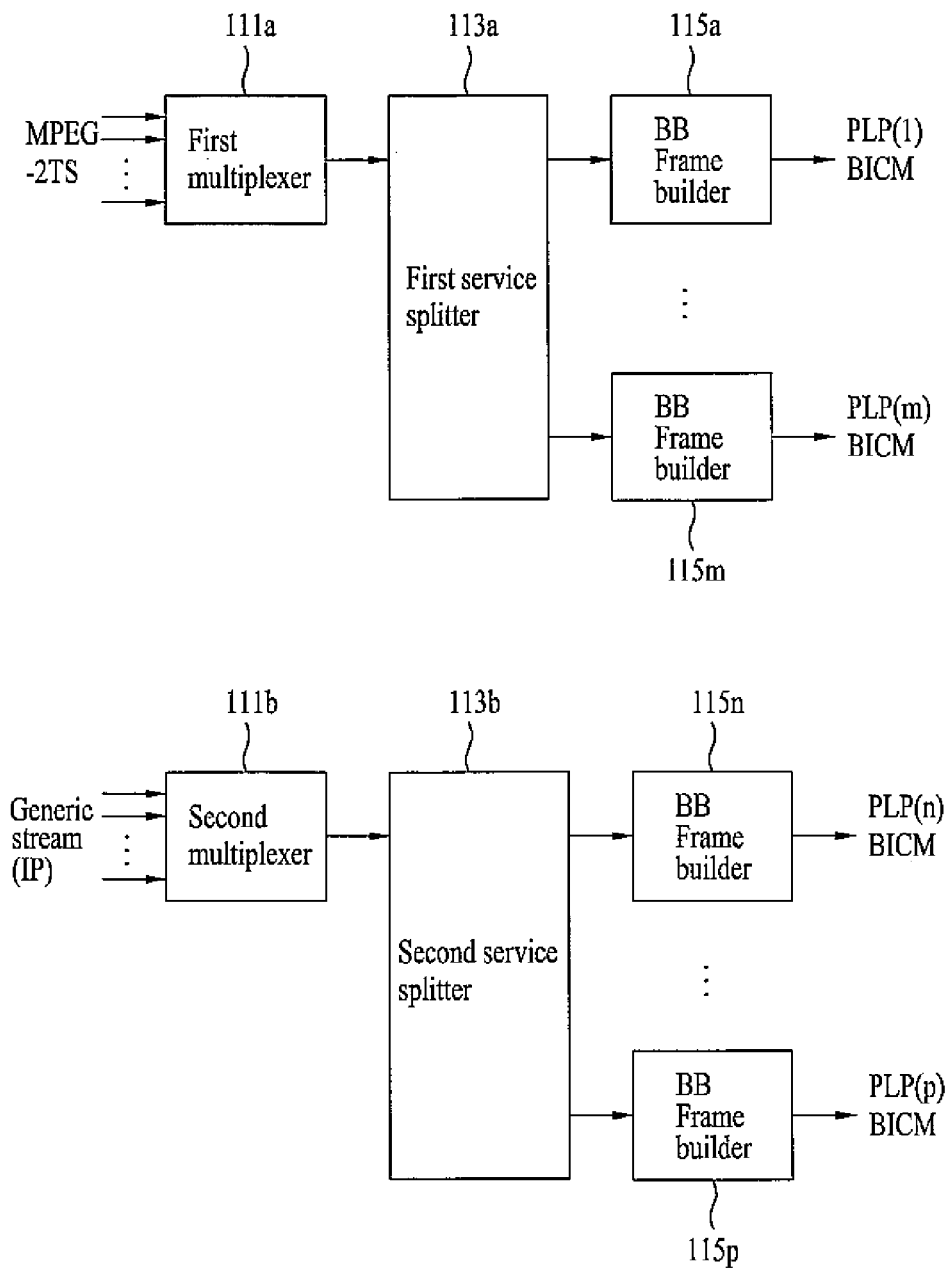 111a
113a
115a
MPEG
-2TS
First
multiplexer
First service
splitter
BB
Frame
builder
PLP(1)
BICM
BB
Frame
builder
PLP(m)
BICM
115m
111b
113b
115n
Generic
stream
(IP)
Second
multiplexer
Second service
splitter
BB
Frame
builder
PLP(n)
BICM
BB
Frame
builder
PLP(p)
BICM
115p